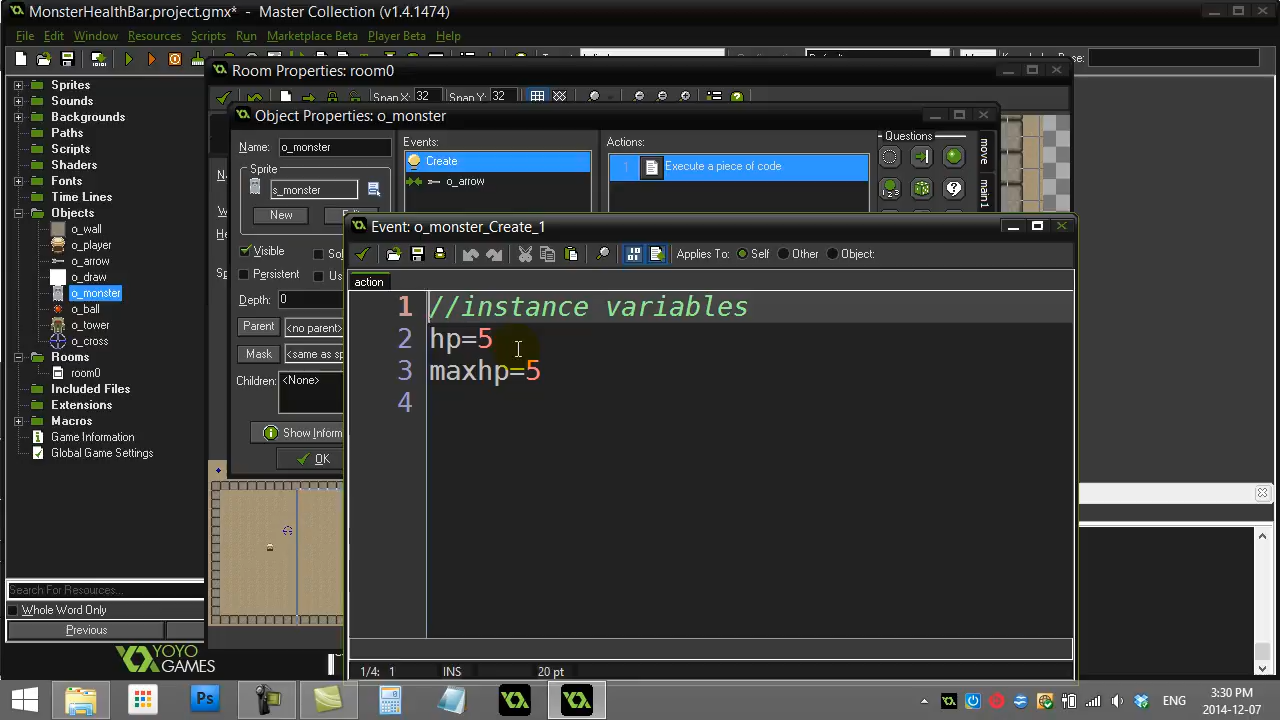 MonsterHealthBar.project.gmx* - Master Collection (v1.4.1474)
File Edit Window Resources Scripts Run Marketplace Beta Player Beta Help
Room Properties: room0
Snap X: 32 Snap Y: 32
Object Properties: o_monster
Name: o_monster
Sprite
s_monster
New
Visible
Persistent
Depth: 0
Parent <no parent>
Mask
Children: <None>
OK
Events:
Create
o_arrow
Actions:
1 Execute a piece of code
Questions
move
main1
Event: o_monster_Create_1
Applies To: Self Other Object:
action
1 //instance variables
2 hp=5
3 maxhp=5
4
1/4: 1 INS 20 pt
Sprites
Sounds
Backgrounds
Paths
Scripts
Shaders
Fonts
Time Lines
Objects
o_wall
o_player
o_arrow
o_draw
o_monster
o_ball
o_tower
o_cross
Rooms
room0
Included Files
Extensions
Macros
Game Information
Global Game Settings
Search For Resources...
Whole Word Only
Previous
YOYO
GAMES
Ps
ENG
3:30 PM
2014-12-07